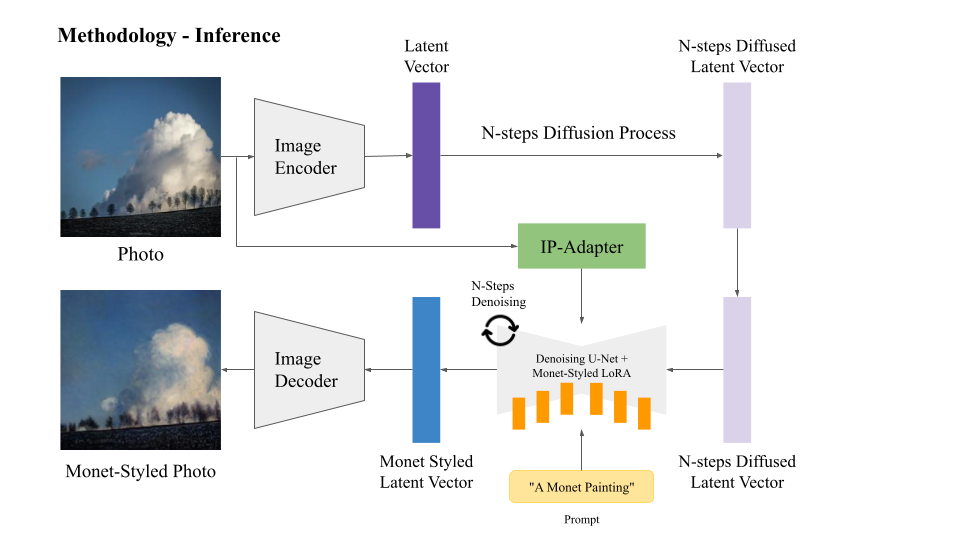 Methodology - Inference
Latent
Vector
N-steps Diffused
Latent Vector
Image
Encoder
N-steps Diffusion Process
Photo
IP-Adapter
N-Steps
Denoising
Image
Decoder
Denoising U-Net +
Monet-Styled LoRA
Monet-Styled Photo
Monet Styled
Latent Vector
"A Monet Painting"
Prompt
N-steps Diffused
Latent Vector